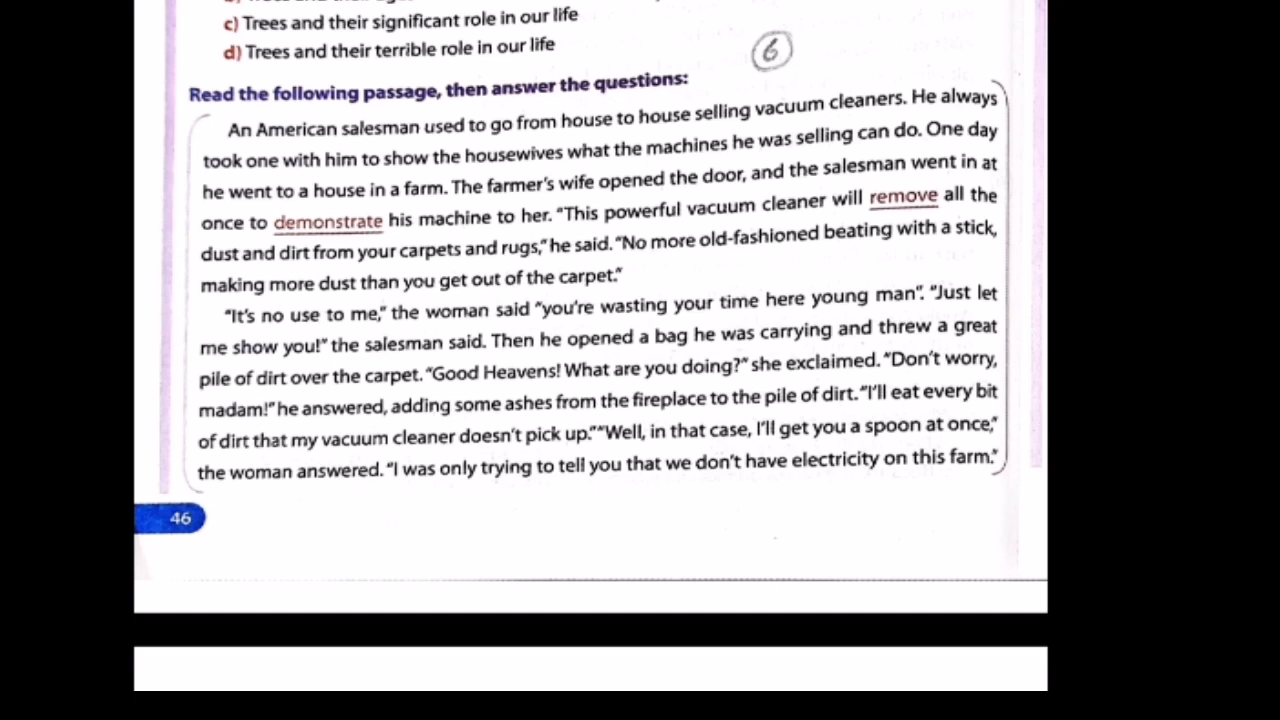 c) Trees and their significant role in our life
d) Trees and their terrible role in our life
6
Read the following passage, then answer the questions:
An American salesman used to go from house to house selling vacuum cleaners. He always
took one with him to show the housewives what the machines he was selling can do. One day
he went to a house in a farm. The farmer's wife opened the door, and the salesman went in at
once to demonstrate his machine to her. "This powerful vacuum cleaner will remove all the
dust and dirt from your carpets and rugs," he said. "No more old-fashioned beating with a stick,
making more dust than you get out of the carpet."
"It's no use to me," the woman said "you're wasting your time here young man". "Just let
me show you!" the salesman said. Then he opened a bag he was carrying and threw a great
pile of dirt over the carpet. "Good Heavens! What are you doing?" she exclaimed. "Don't worry,
madam!" he answered, adding some ashes from the fireplace to the pile of dirt. "I'll eat every bit
of dirt that my vacuum cleaner doesn't pick up." "Well, in that case, I'll get you a spoon at once,"
the woman answered. "I was only trying to tell you that we don't have electricity on this farm."
46